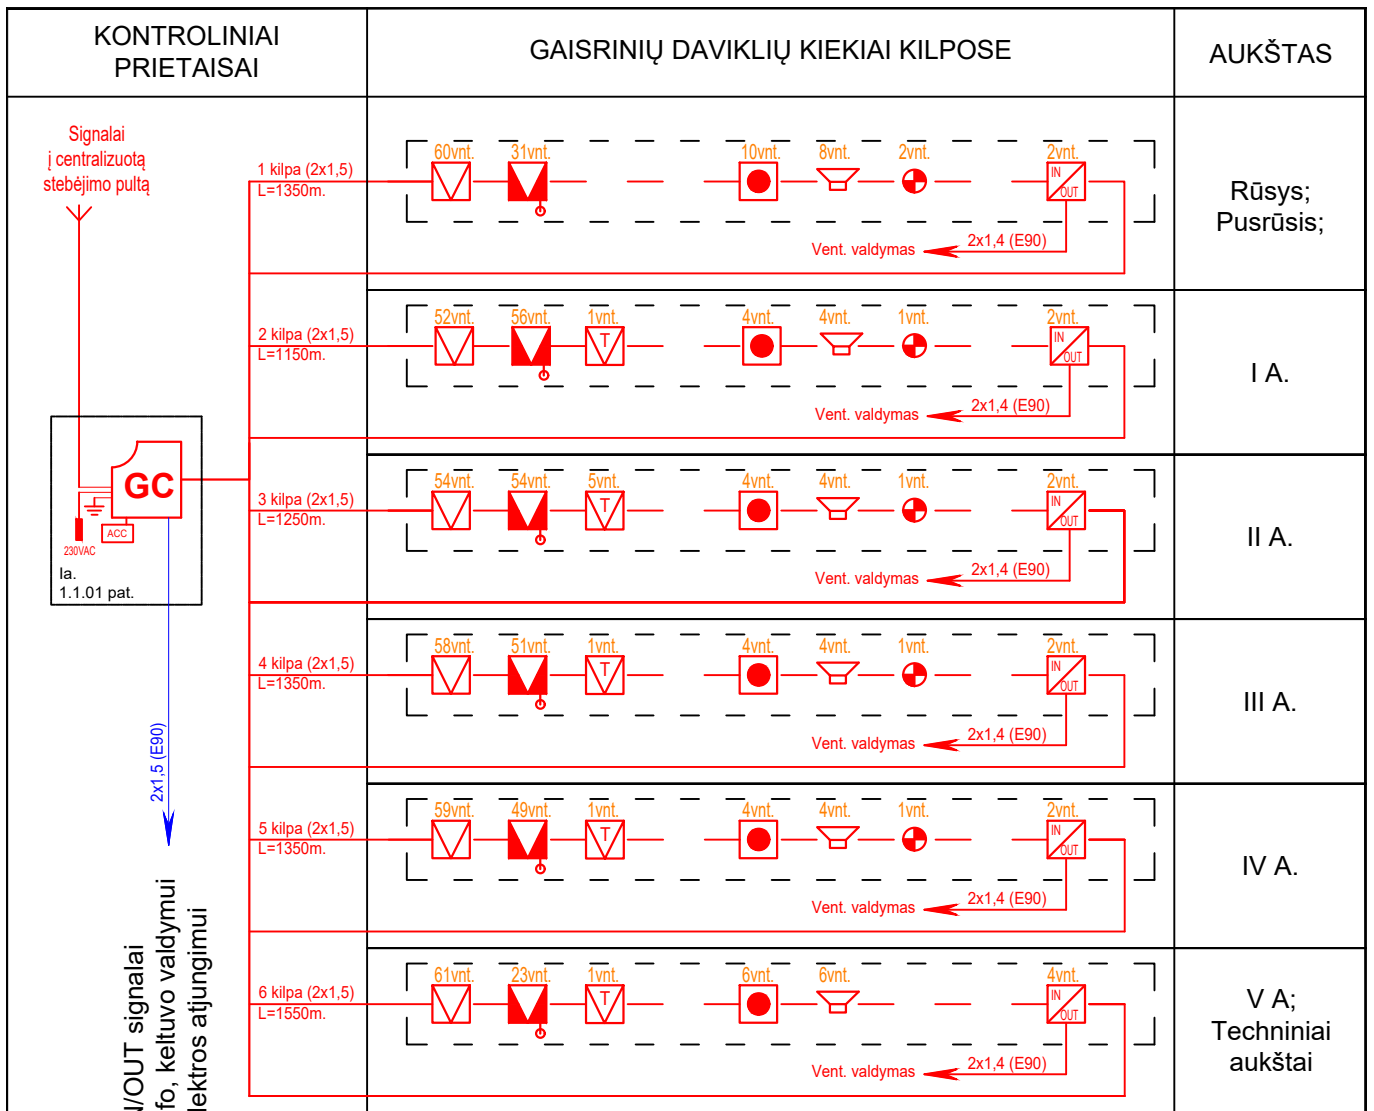 KONTROLINIAI
PRIETAISAI
GAISRINIŲ DAVIKLIŲ KIEKIAI KILPOSE
AUKŠTAS
Signalai
į centralizuotą
stebėjimo pultą
1 kilpa (2x1,5)
L=1350m.
60vnt.
31vnt.
10vnt.
8vnt.
2vnt.
2vnt.
IN
OUT
Vent. valdymas
2x1,4 (E90)
Rūsys;
Pusrūsis;
2 kilpa (2x1,5)
L=1150m.
52vnt.
56vnt.
1vnt.
T
4vnt.
4vnt.
1vnt.
2vnt.
IN
OUT
Vent. valdymas
2x1,4 (E90)
I A.
GC
ACC
230VAC
Ia.
1.1.01 pat.
3 kilpa (2x1,5)
L=1250m.
54vnt.
54vnt.
5vnt.
T
4vnt.
4vnt.
1vnt.
2vnt.
IN
OUT
Vent. valdymas
2x1,4 (E90)
II A.
4 kilpa (2x1,5)
L=1350m.
58vnt.
51vnt.
1vnt.
T
4vnt.
4vnt.
1vnt.
2vnt.
IN
OUT
Vent. valdymas
2x1,4 (E90)
III A.
2x1,5 (E90)
5 kilpa (2x1,5)
L=1350m.
59vnt.
49vnt.
1vnt.
T
4vnt.
4vnt.
1vnt.
2vnt.
IN
OUT
Vent. valdymas
2x1,4 (E90)
IV A.
6 kilpa (2x1,5)
L=1550m.
61vnt.
23vnt.
1vnt.
T
6vnt.
6vnt.
4vnt.
IN
OUT
Vent. valdymas
2x1,4 (E90)
V A;
Techniniai
aukštai
/OUT signalai
fo, keltuvo valdymui
lektros atjungimui